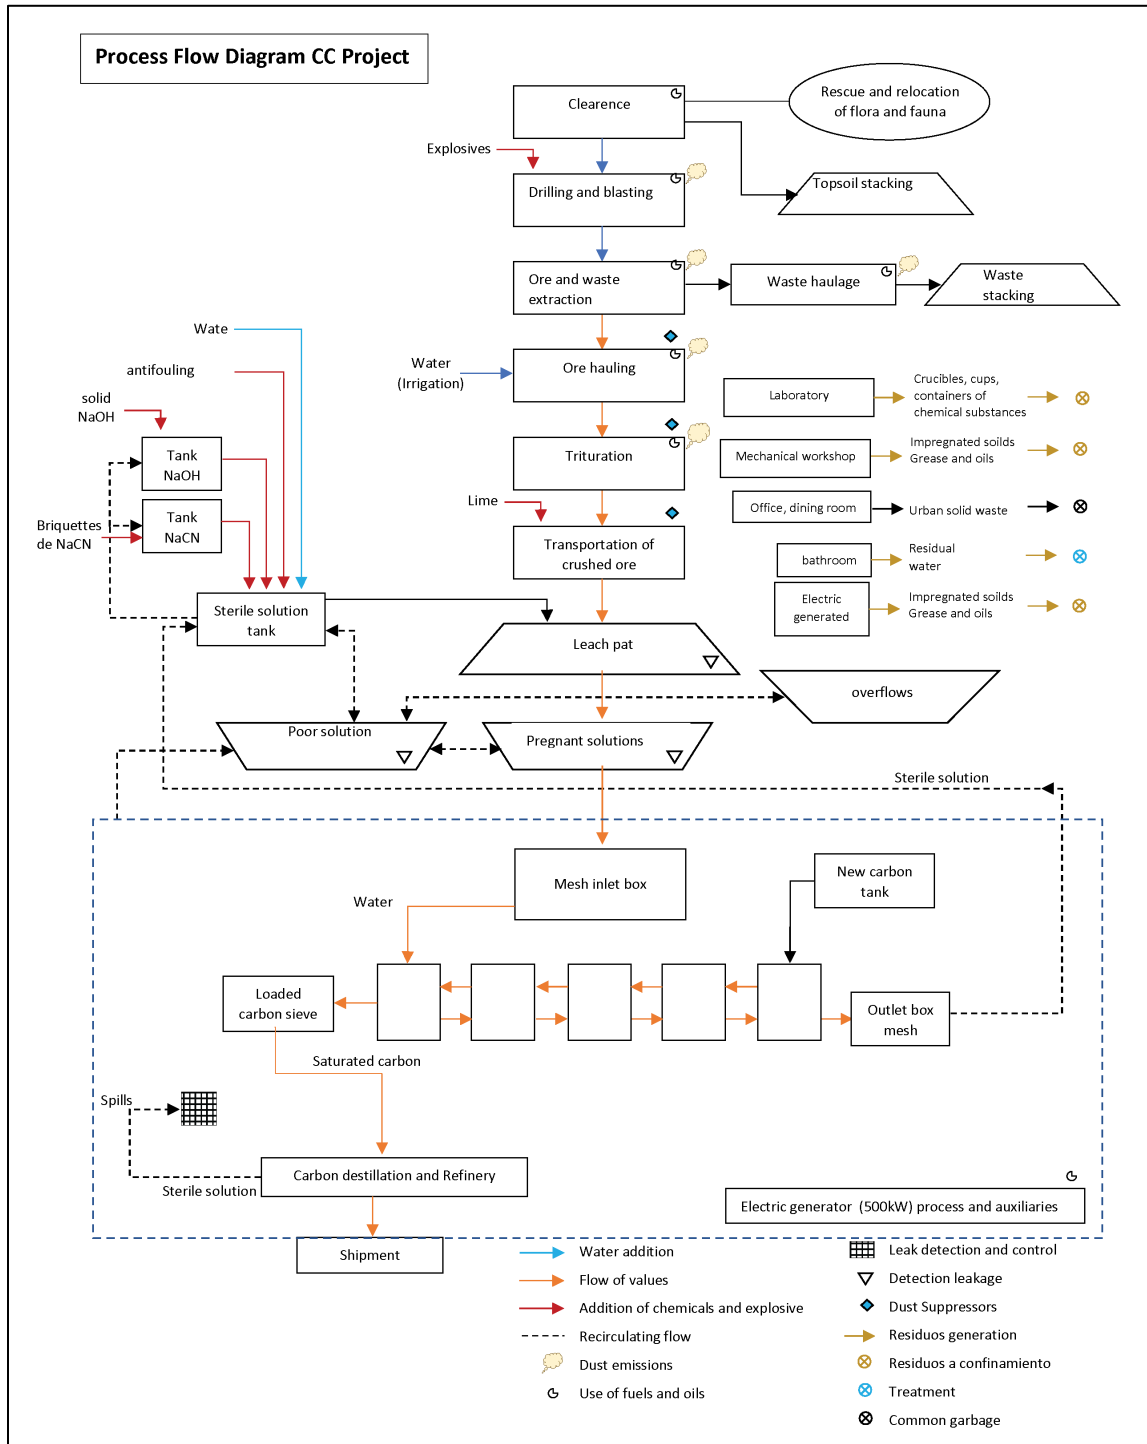 Process Flow Diagram CC Project
Clearence
Rescue and relocation
of flora and fauna
Explosives
Drilling and blasting
Topsoil stacking
Ore and waste
extraction
Waste haulage
Waste
stacking
Wate
Water
(Irrigation)
Ore hauling
antifouling
solid
NaOH
Laboratory
Crucibles, cups,
containers of
chemical substances
Tank
NaOH
Trituration
Mechanical workshop
Impregnated soilds
Grease and oils
Lime
Briquettes
de NaCN
Tank
NaCN
Office, dining room
Urban solid waste
Transportation of
crushed ore
bathroom
Residual
water
Sterile solution
tank
Electric
generated
Impregnated soilds
Grease and oils
Leach pat
overflows
Poor solution
Pregnant solutions
Sterile solution
Mesh inlet box
New carbon
tank
Water
Loaded
carbon sieve
Outlet box
mesh
Saturated carbon
Spills
Carbon destillation and Refinery
Sterile solution
Electric generator (500kW) process and auxiliaries
Shipment
Water addition
Flow of values
Addition of chemicals and explosive
Recirculating flow
Dust emissions
Use of fuels and oils
Leak detection and control
Detection leakage
Dust Suppressors
Residuos generation
Residuos a confinamiento
Treatment
Common garbage